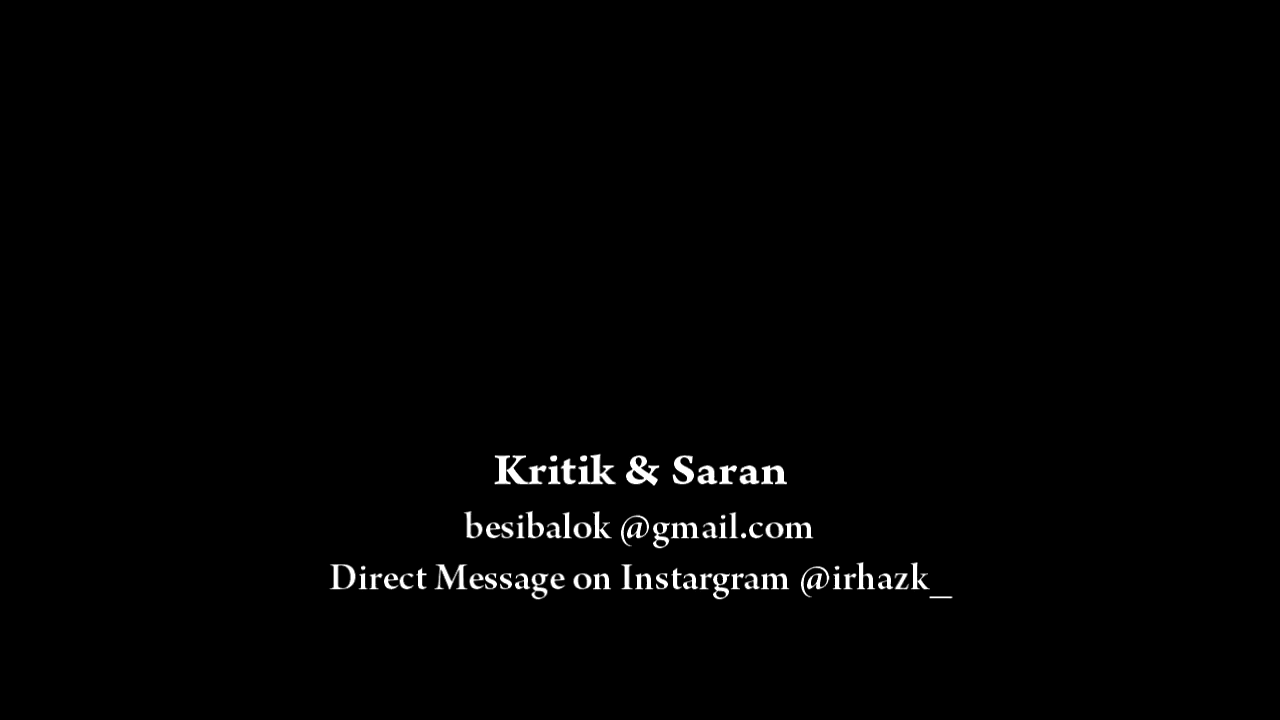 Kritik & Saran
besibalok @gmail.com
Direct Message on Instargram @irhazk_